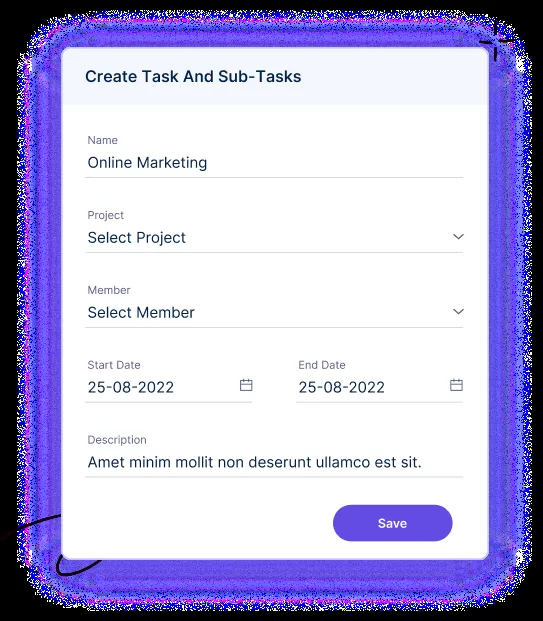 Create Task And Sub-Tasks
Name
Online Marketing
Project
Select Project
Member
Select Member
Start Date
End Date
25-08-2022
25-08-2022
Description
Amet minim mollit non deserunt ullamco est sit.
Save